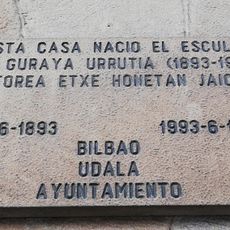 STA CASA NACIO EL ESCUL
GURAYA URRUTIA (1893-19
TOREA ETXE HONETAN JAIO
6-1893 1993-6-1
BILBAO
UDALA
AYUNTAMIENTO